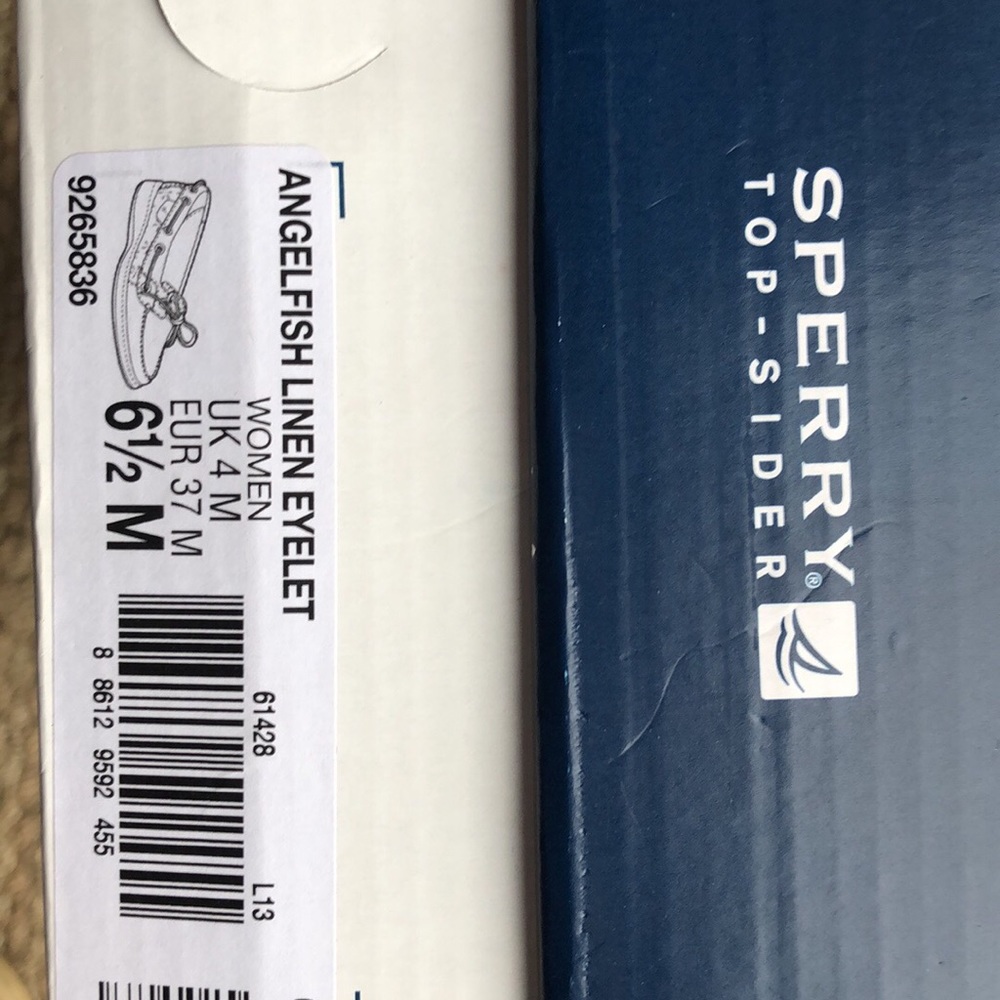 SPERRY®
TOP-SIDER
ANGELFISH LINEN EYELET
WOMEN
UK 4 M
EUR 37 M
6½ M
9265836
61428 L13
8 8612 9592 455